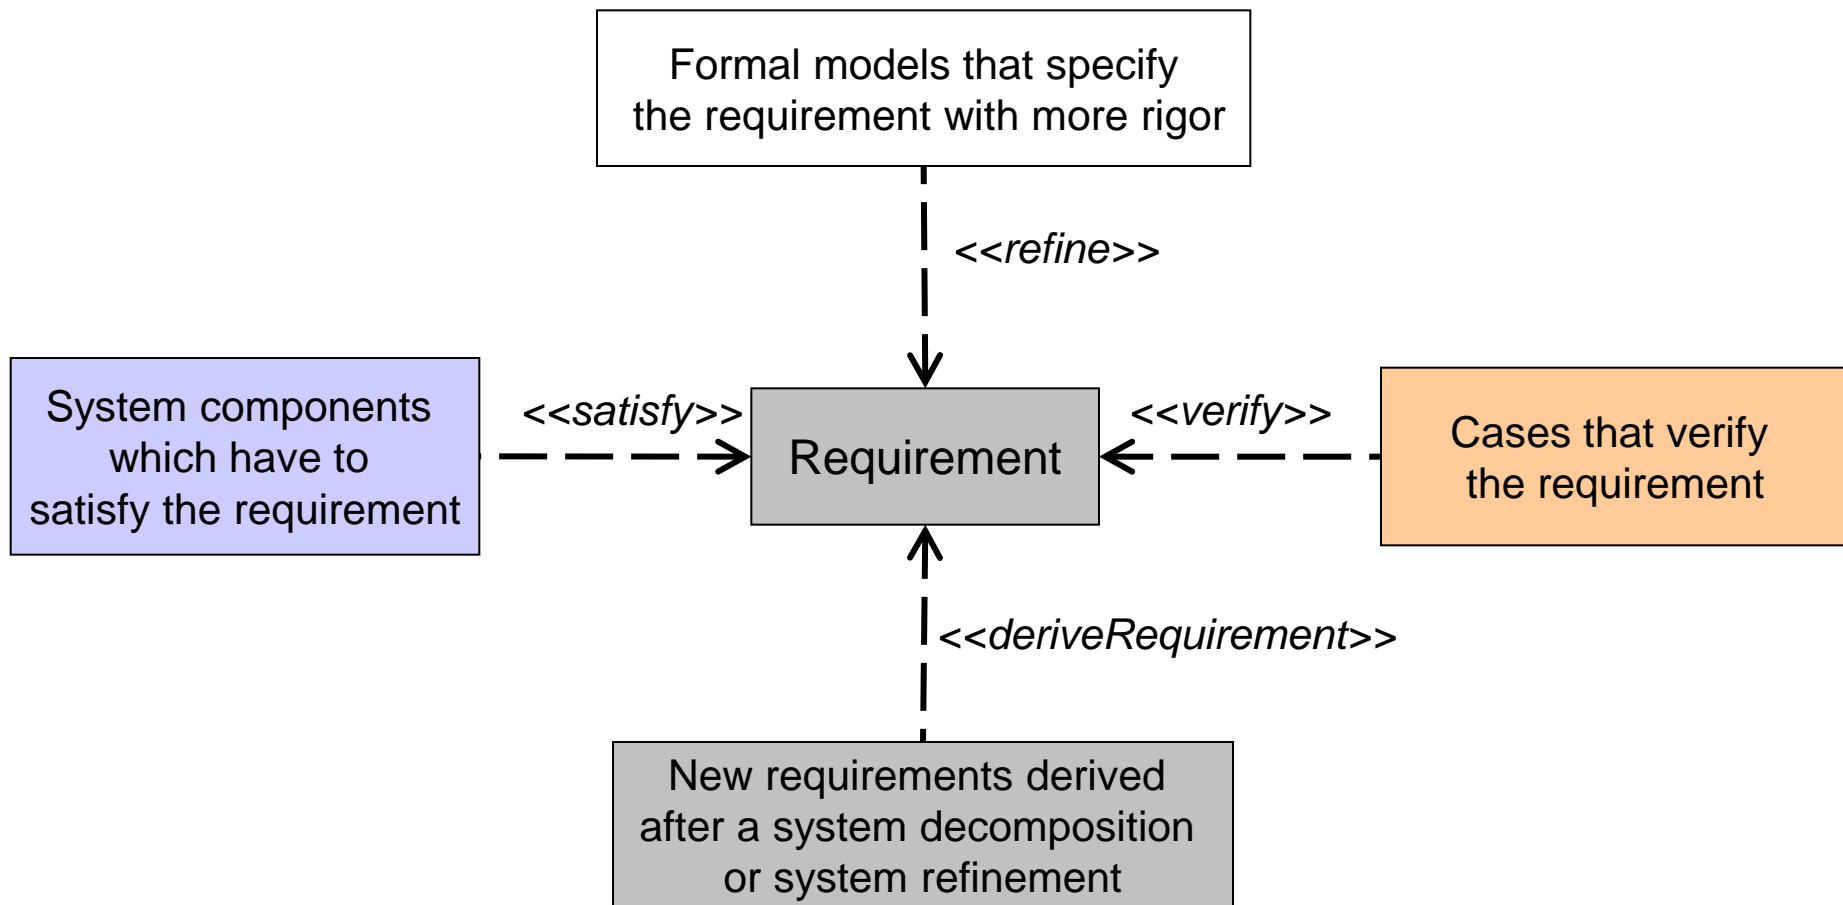 Formal models that specify
the requirement with more rigor
<<refine>>
System components
which have to
satisfy the requirement
<<satisfy>>
Requirement
<<verify>>
Cases that verify
the requirement
<<deriveRequirement>>
New requirements derived
after a system decomposition
or system refinement